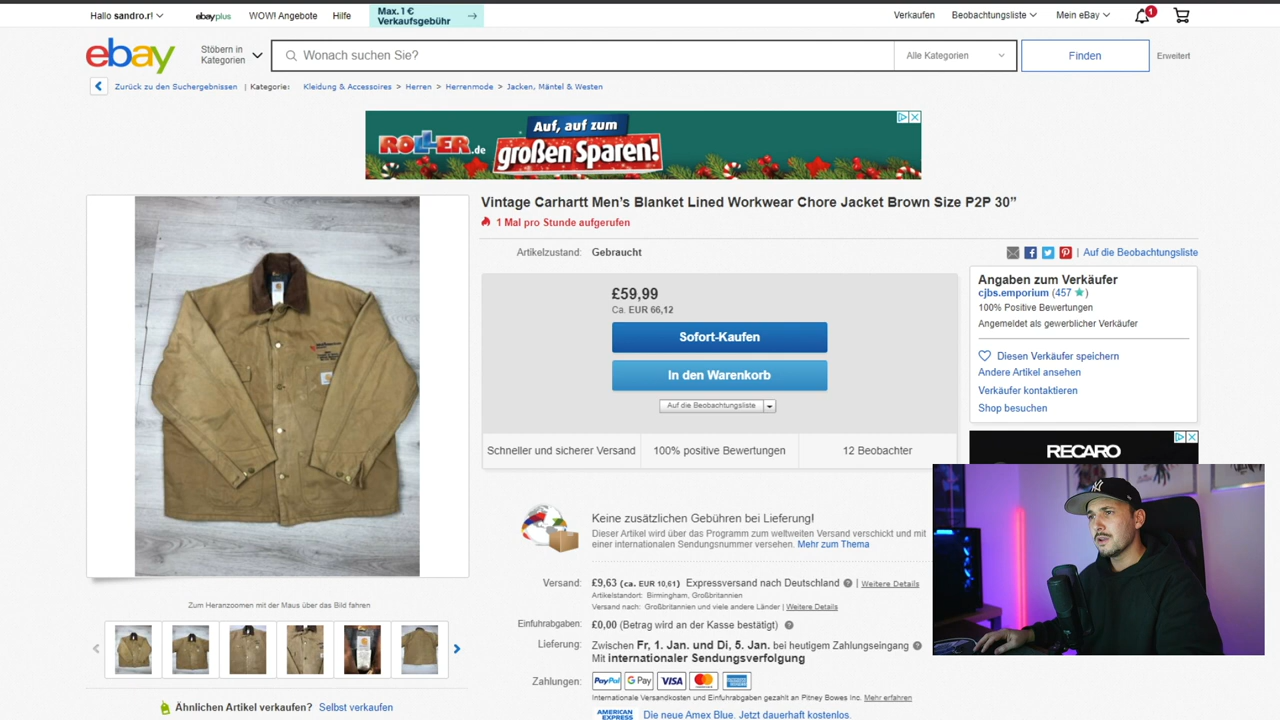 Hallo sandro.r!
ebayplus
WOW! Angebote
Hilfe
Max. 1 €
Verkaufsgebühr
Verkaufen
Beobachtungsliste
Mein eBay
1
ebay
Stöbern in
Kategorien
Wonach suchen Sie?
Alle Kategorien
Finden
Erweitert
Zurück zu den Suchergebnissen | Kategorie: Kleidung & Accessoires > Herren > Herrenmode > Jacken, Mäntel & Westen
ROLLER.de
Auf, auf zum
großen Sparen!
Vintage Carhartt Men’s Blanket Lined Workwear Chore Jacket Brown Size P2P 30”
1 Mal pro Stunde aufgerufen
Artikelzustand: Gebraucht
| Auf die Beobachtungsliste
£59,99
Ca. EUR 66,12
Sofort-Kaufen
In den Warenkorb
Auf die Beobachtungsliste
Schneller und sicherer Versand
100% positive Bewertungen
12 Beobachter
Angaben zum Verkäufer
cjbs.emporium (457 )
100% Positive Bewertungen
Angemeldet als gewerblicher Verkäufer
Diesen Verkäufer speichern
Andere Artikel ansehen
Verkäufer kontaktieren
Shop besuchen
RECARO
Keine zusätzlichen Gebühren bei Lieferung!
Dieser Artikel wird über das Programm zum weltweiten Versand verschickt und mit
einer internationalen Sendungsnummer versehen. Mehr zum Thema
Versand: £9,63 (ca. EUR 10,61) Expressversand nach Deutschland | Weitere Details
Artikelstandort: Birmingham, Großbritannien
Versand nach: Großbritannien und viele andere Länder | Weitere Details
Einfuhrabgaben: £0,00 (Betrag wird an der Kasse bestätigt)
Lieferung: Zwischen Fr, 1. Jan. und Di, 5. Jan. bei heutigem Zahlungseingang
Mit internationaler Sendungsverfolgung
Zahlungen: PayPal G Pay VISA
Internationale Versandkosten und Einfuhrabgaben gezahlt an Pitney Bowes Inc. Mehr erfahren
AMERICAN
EXPRESS
Die neue Amex Blue. Jetzt dauerhaft kostenlos.
Zum Heranzoomen mit der Maus über das Bild fahren
Ähnlichen Artikel verkaufen? Selbst verkaufen